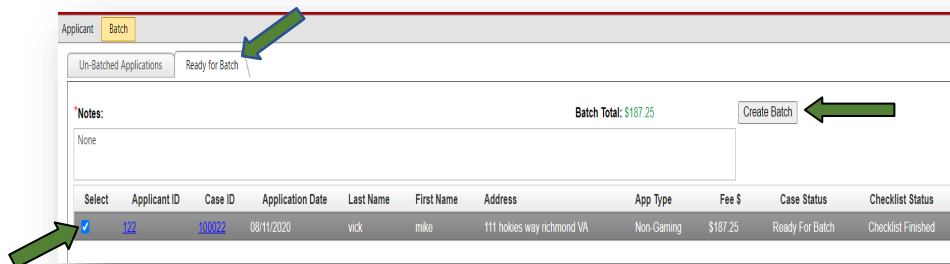 Applicant Batch
Un-Batched Applications Ready for Batch
*Notes: Batch Total: $187.25 Create Batch
None
Select Applicant ID Case ID Application Date Last Name First Name Address App Type Fee $ Case Status Checklist Status
122 100022 08/11/2020 vick mike 111 hokies way richmond VA Non-Gaming $187.25 Ready For Batch Checklist Finished